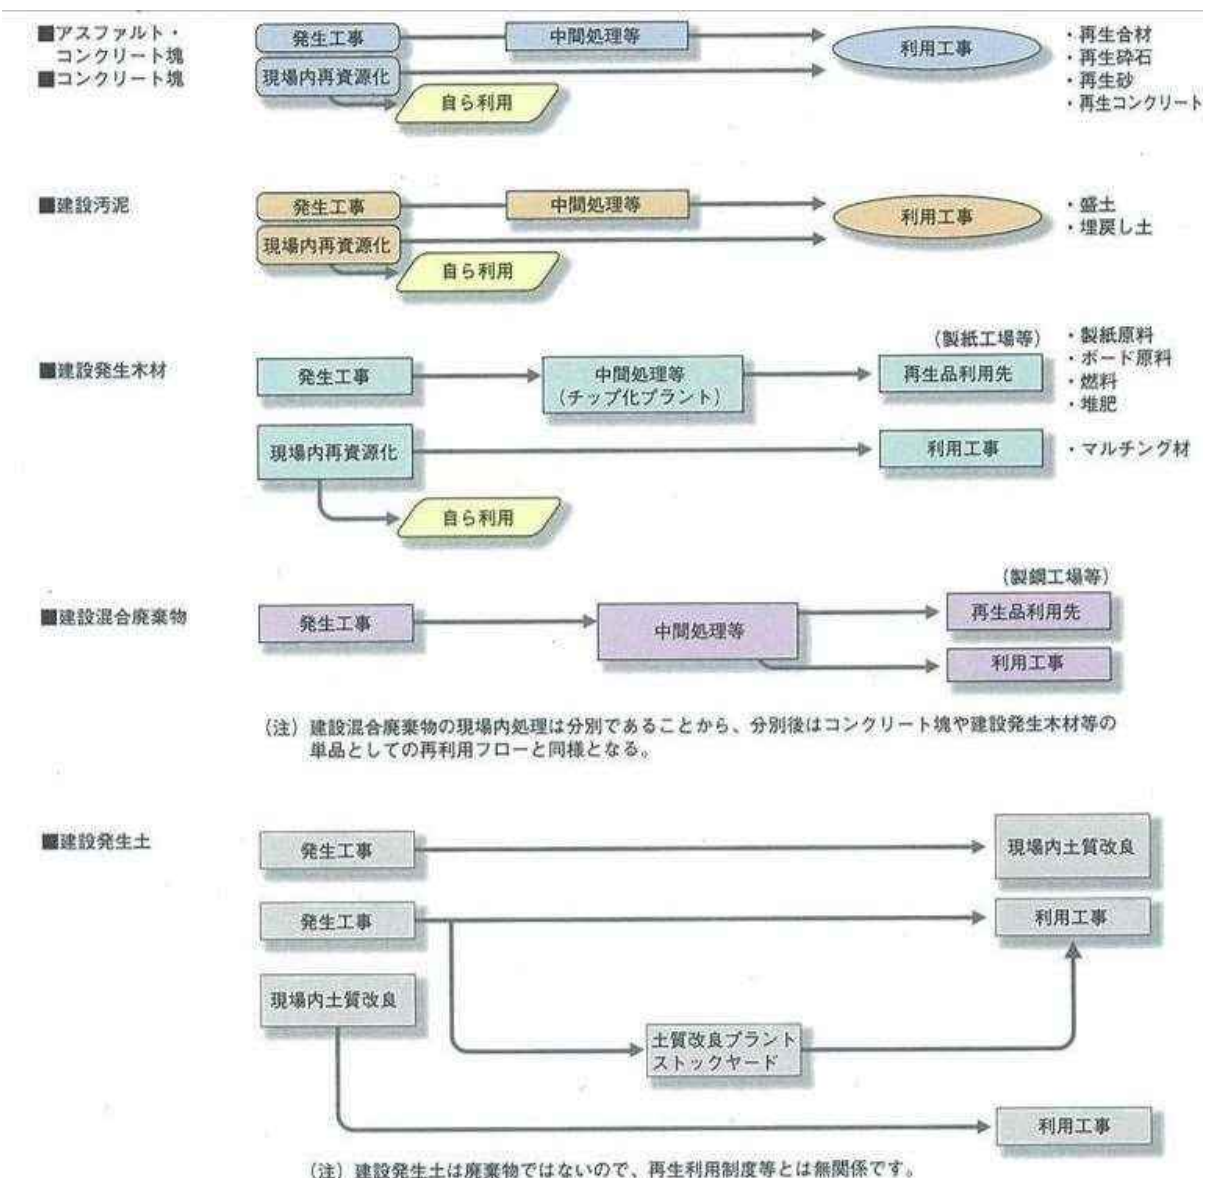 ■アスファルト・
コンクリート塊
■コンクリート塊
発生工事
中間処理等
利用工事
現場内再資源化
自ら利用
・再生合材
・再生砕石
・再生砂
・再生コンクリート
■建設汚泥
発生工事
中間処理等
利用工事
現場内再資源化
自ら利用
・盛土
・埋戻し土
■建設発生木材
発生工事
中間処理等
(チップ化プラント)
(製紙工場等)
再生品利用先
・製紙原料
・ボード原料
・燃料
・堆肥
現場内再資源化
利用工事
・マルチング材
自ら利用
■建設混合廃棄物
発生工事
中間処理等
(製鋼工場等)
再生品利用先
利用工事
(注) 建設混合廃棄物の現場内処理は分別であることから、分別後はコンクリート塊や建設発生木材等の
単品としての再利用フローと同様となる。
■建設発生土
発生工事
現場内土質改良
発生工事
利用工事
現場内土質改良
土質改良プラント
ストックヤード
利用工事
(注) 建設発生土は廃棄物ではないので、再生利用制度等とは無関係です。